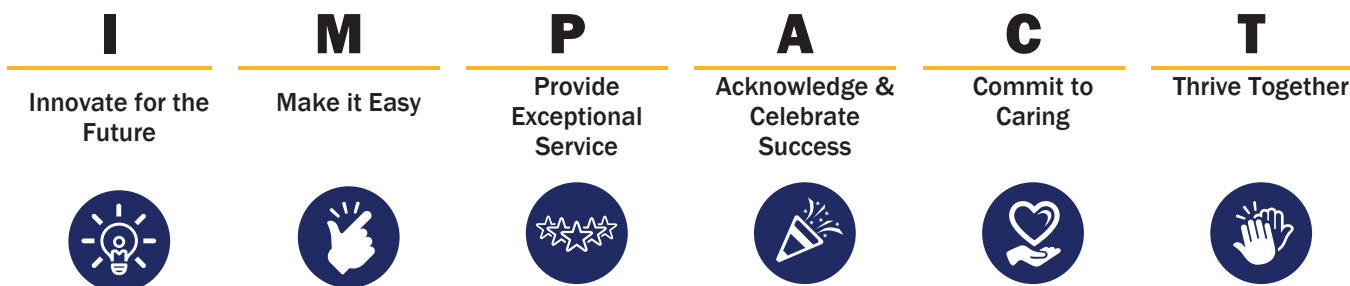 I
M
P
A
C
T
Innovate for the
Future
Make it Easy
Provide
Exceptional
Service
Acknowledge &
Celebrate
Success
Commit to
Caring
Thrive Together